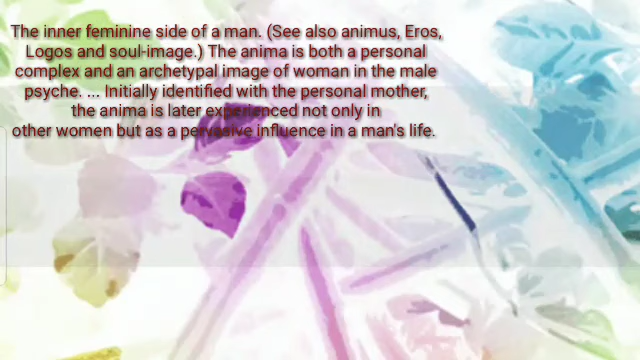 The inner feminine side of a man. (See also animus, Eros,
Logos and soul-image.) The anima is both a personal
complex and an archetypal image of woman in the male
psyche. ... Initially identified with the personal mother,
the anima is later experienced not only in
other women but as a pervasive influence in a man's life.